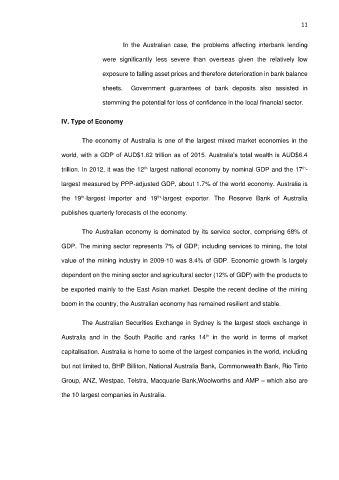 11
In the Australian case, the problems affecting interbank lending
were significantly less severe than overseas given the relatively low
exposure to falling asset prices and therefore deterioration in bank balance
sheets. Government guarantees of bank deposits also assisted in
stemming the potential for loss of confidence in the local financial sector.
IV. Type of Economy
The economy of Australia is one of the largest mixed market economies in the
world, with a GDP of AUD$1.62 trillion as of 2015. Australia's total wealth is AUD$6.4
trillion. In 2012, it was the 12th largest national economy by nominal GDP and the 17th-
largest measured by PPP-adjusted GDP, about 1.7% of the world economy. Australia is
the 19th-largest importer and 19th-largest exporter. The Reserve Bank of Australia
publishes quarterly forecasts of the economy.
The Australian economy is dominated by its service sector, comprising 68% of
GDP. The mining sector represents 7% of GDP; including services to mining, the total
value of the mining industry in 2009-10 was 8.4% of GDP. Economic growth is largely
dependent on the mining sector and agricultural sector (12% of GDP) with the products to
be exported mainly to the East Asian market. Despite the recent decline of the mining
boom in the country, the Australian economy has remained resilient and stable.
The Australian Securities Exchange in Sydney is the largest stock exchange in
Australia and in the South Pacific and ranks 14th in the world in terms of market
capitalisation. Australia is home to some of the largest companies in the world, including
but not limited to, BHP Billiton, National Australia Bank, Commonwealth Bank, Rio Tinto
Group, ANZ, Westpac, Telstra, Macquarie Bank,Woolworths and AMP – which also are
the 10 largest companies in Australia.